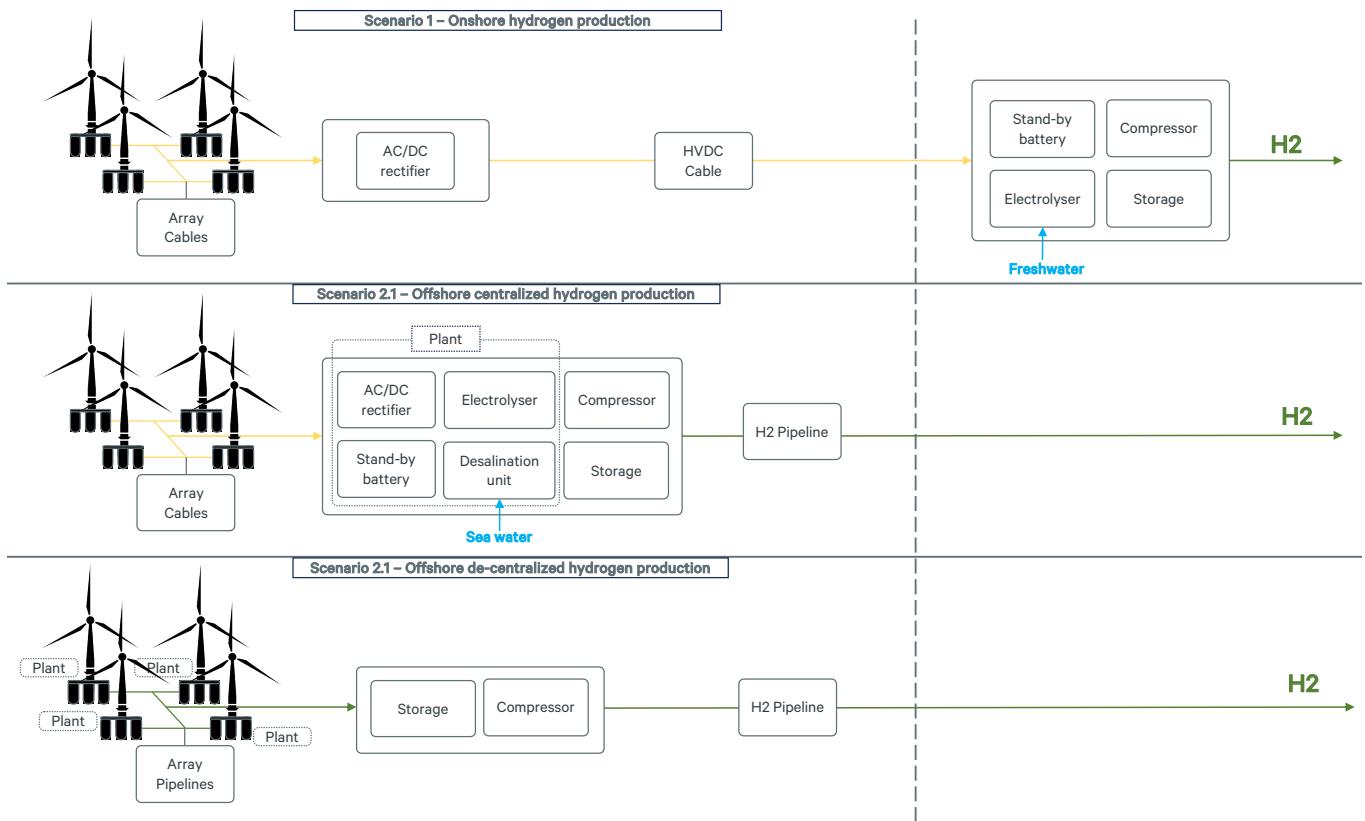 Scenario 1 – Onshore hydrogen production
AC/DC
rectifier
HVDC
Cable
Stand-by
battery
Compressor
Electrolyser
Storage
H2
Array
Cables
Freshwater
Scenario 2.1 – Offshore centralized hydrogen production
Plant
AC/DC
rectifier
Electrolyser
Compressor
Stand-by
battery
Desalination
unit
Storage
H2 Pipeline
H2
Array
Cables
Sea water
Scenario 2.1 – Offshore de-centralized hydrogen production
Plant
Plant
Plant
Plant
Storage
Compressor
H2 Pipeline
H2
Array
Pipelines